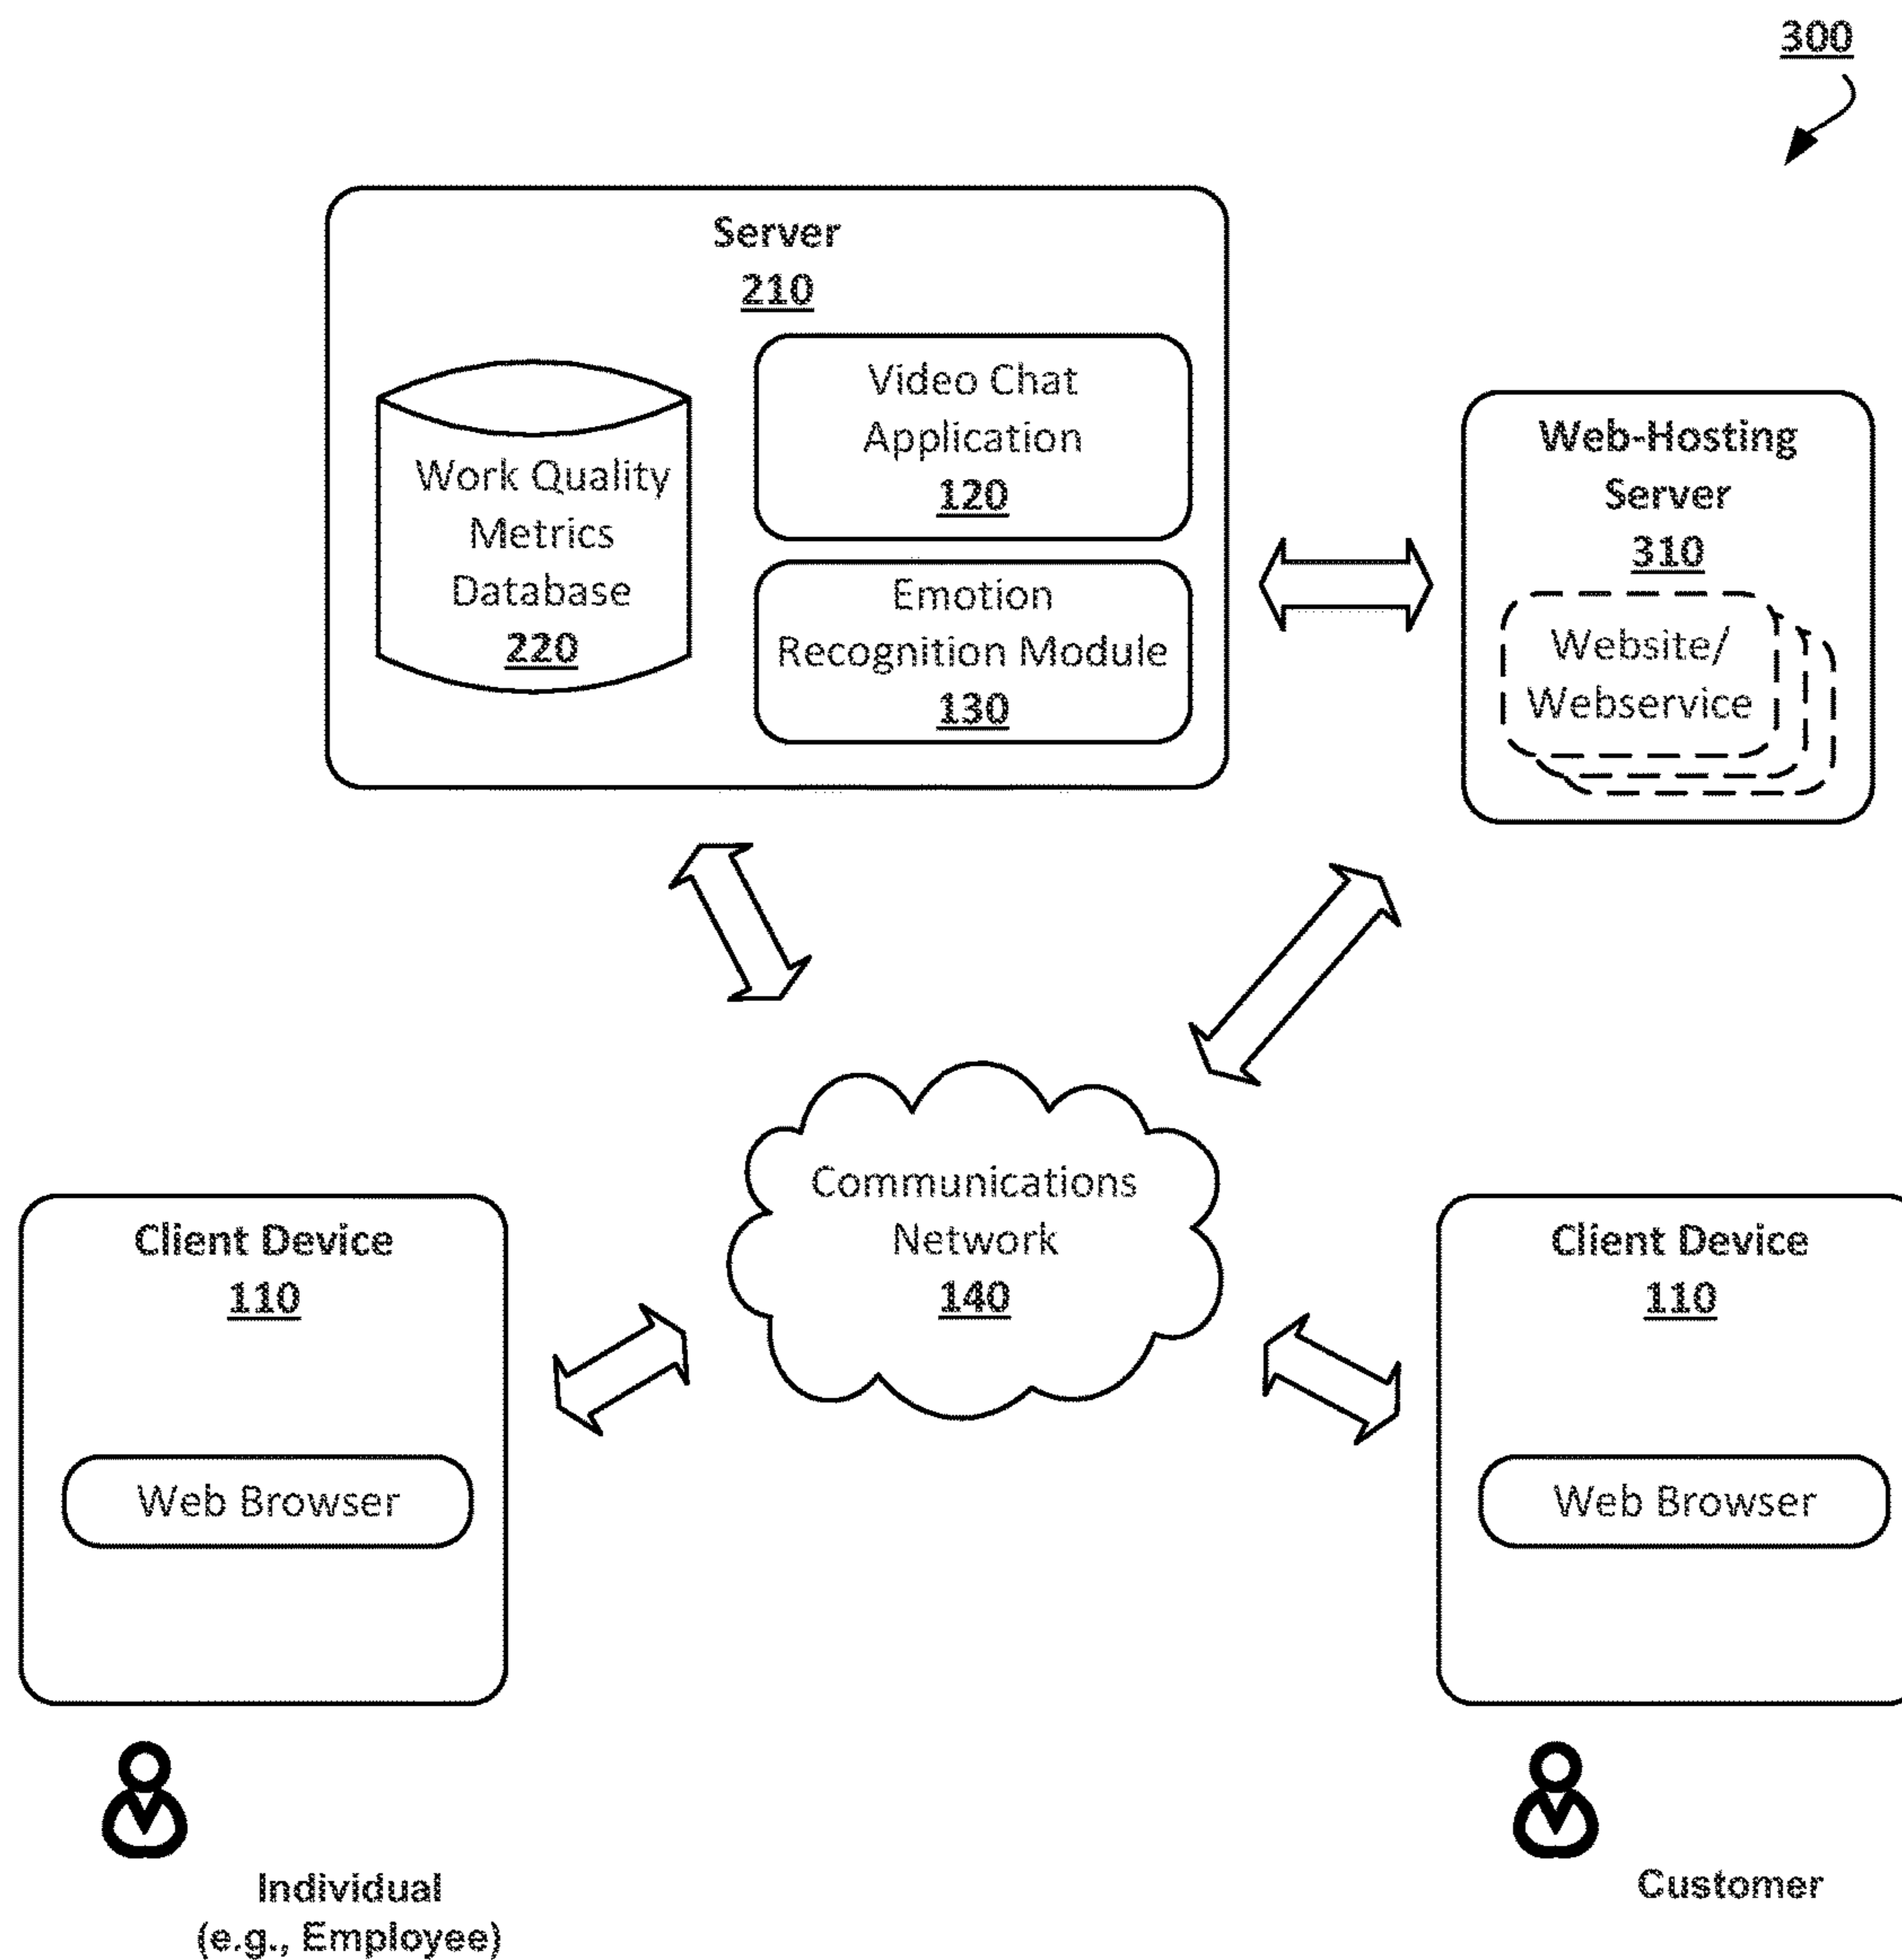 300
Server
210
Work Quality
Metrics
Database
220
Video Chat
Application
120
Emotion
Recognition Module
130
Web-Hosting
Server
310
Website/
Webservice
Communications
Network
140
Client Device
110
Web Browser
Client Device
110
Web Browser
Individual
(e.g., Employee)
Customer